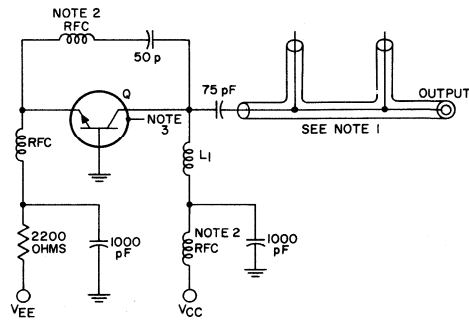 NOTE 2
RFC
50 p
Q
75 pF
OUTPUT
NOTE
3
SEE NOTE 1
RFC
L1
2200
OHMS
1000
pF
NOTE 2
RFC
1000
pF
VEE
VCC